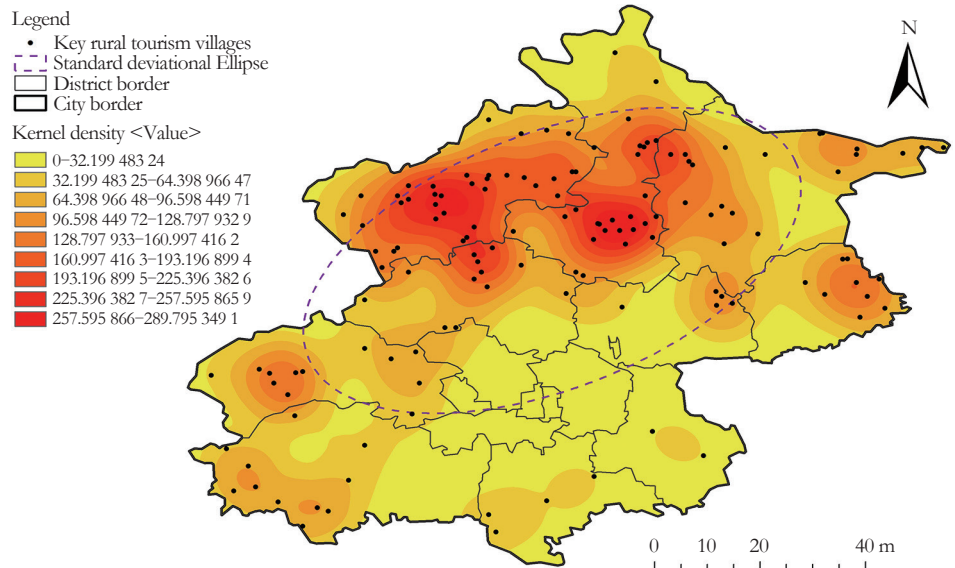 Legend
Key rural tourism villages
Standard deviational Ellipse
District border
City border
Kernel density <Value>
0−32.199 483 24
32.199 483 25−64.398 966 47
64.398 966 48−96.598 449 71
96.598 449 72−128.797 932 9
128.797 933−160.997 416 2
160.997 416 3−193.196 899 4
193.196 899 5−225.396 382 6
225.396 382 7−257.595 865 9
257.595 866−289.795 349 1
N
0 10 20 40 m